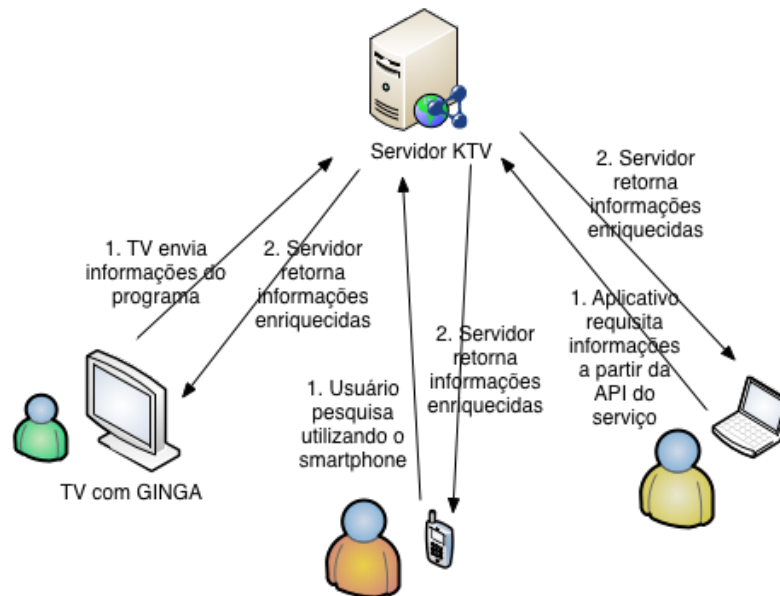 Servidor KTV
1. TV envia
informações do
programa
2. Servidor
retorna
informações
enriquecidas
TV com GINGA
1. Usuário
pesquisa
utilizando o
smartphone
2. Servidor
retorna
informações
enriquecidas
2. Servidor
retorna
informações
enriquecidas
1. Aplicativo
requisita
informações
a partir da
API do
serviço